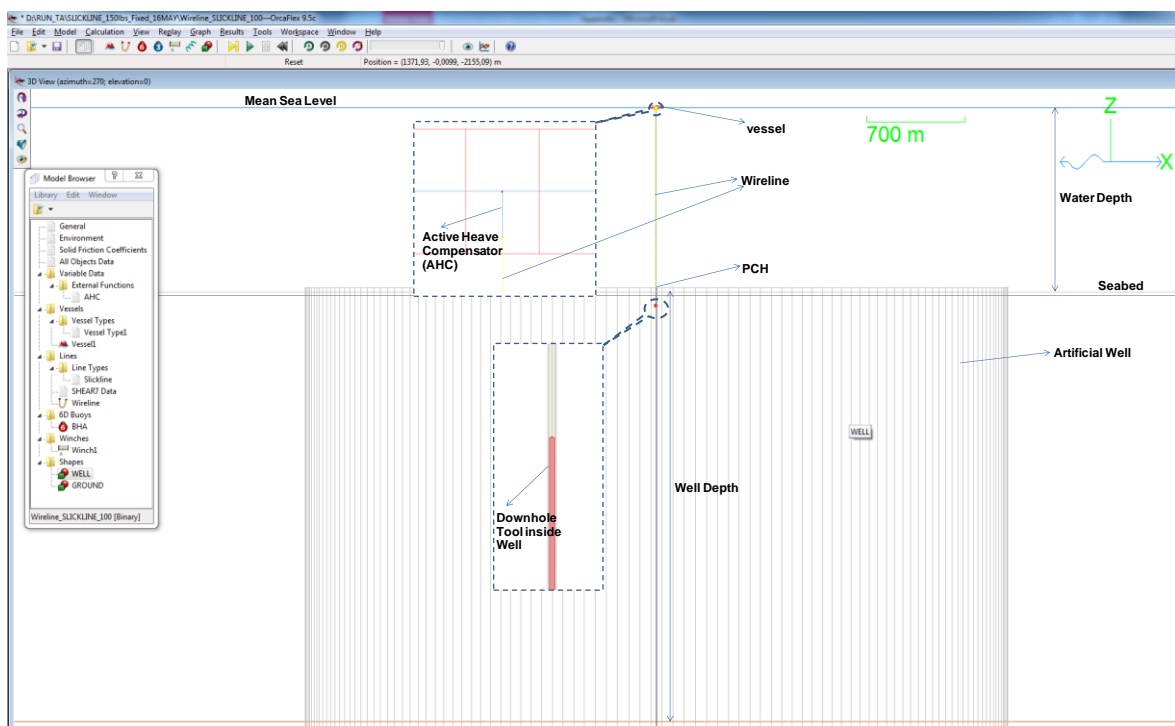 * D:\RUN_TA\SLICKLINE_150lbs_Fixed_16MAY\Wireline_SLICKLINE_100---OrcaFlex 9.5c
File Edit Model Calculation View Replay Graph Results Tools Workspace Window Help
Reset
Position = (1371,93, -0,0099, -2155,09) m
3D View (azimuth=270; elevation=0)
Mean Sea Level
vessel
700 m
Z
X
Wireline
Water Depth
Active Heave
Compensator
(AHC)
PCH
Seabed
Model Browser
Library Edit Window
General
Environment
Solid Friction Coefficients
All Objects Data
Variable Data
External Functions
AHC
Vessels
Vessel Types
Vessel Type1
Vessel1
Lines
Line Types
Slickline
SHEAR7 Data
Wireline
6D Buoys
BHA
Winches
Winch1
Shapes
WELL
GROUND
Wireline_SLICKLINE_100 [Binary]
Artificial Well
WELL
Well Depth
Downhole
Tool inside
Well